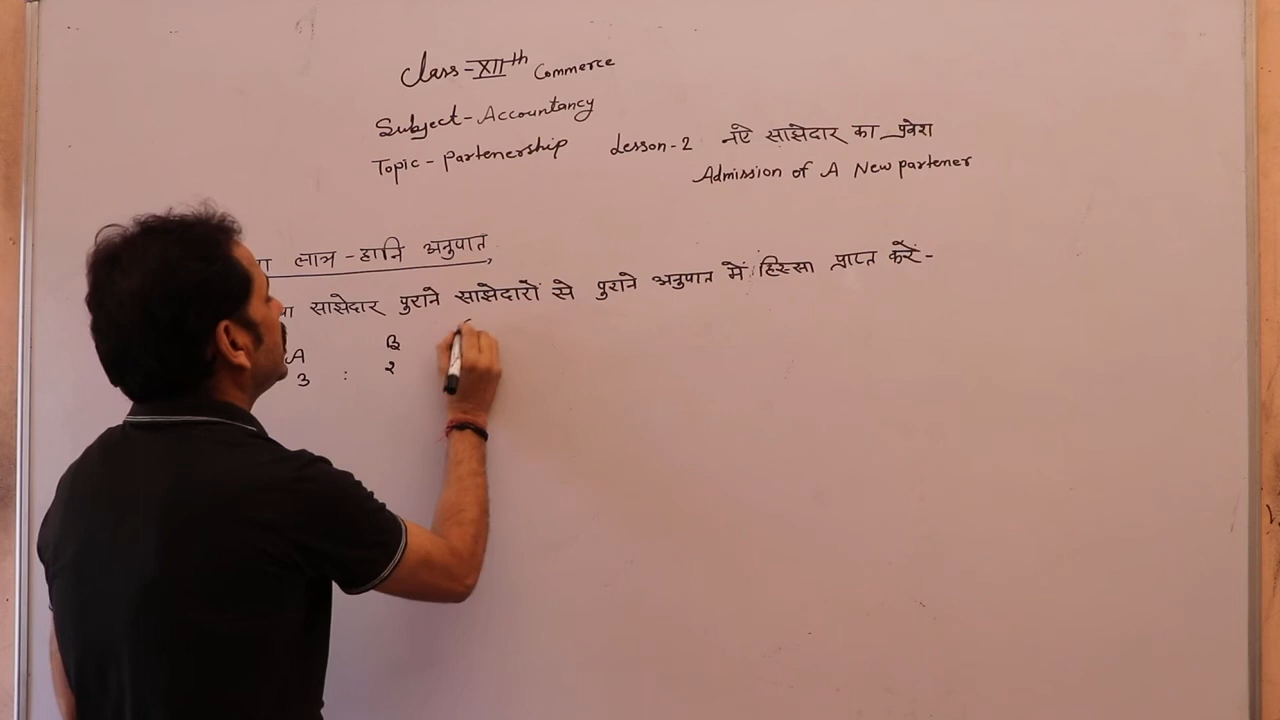 Class-XIIth Commerce
Subject-Accountancy
Topic-Partenership Lesson-2 नऐ साझेदार का प्रवेश
Admission of A New partener
लाभ-हानि अनुपात,
साझेदार पुराने साझेदारों से पुराने अनुपात में हिस्सा प्राप्त करें-
A B
3 : 2